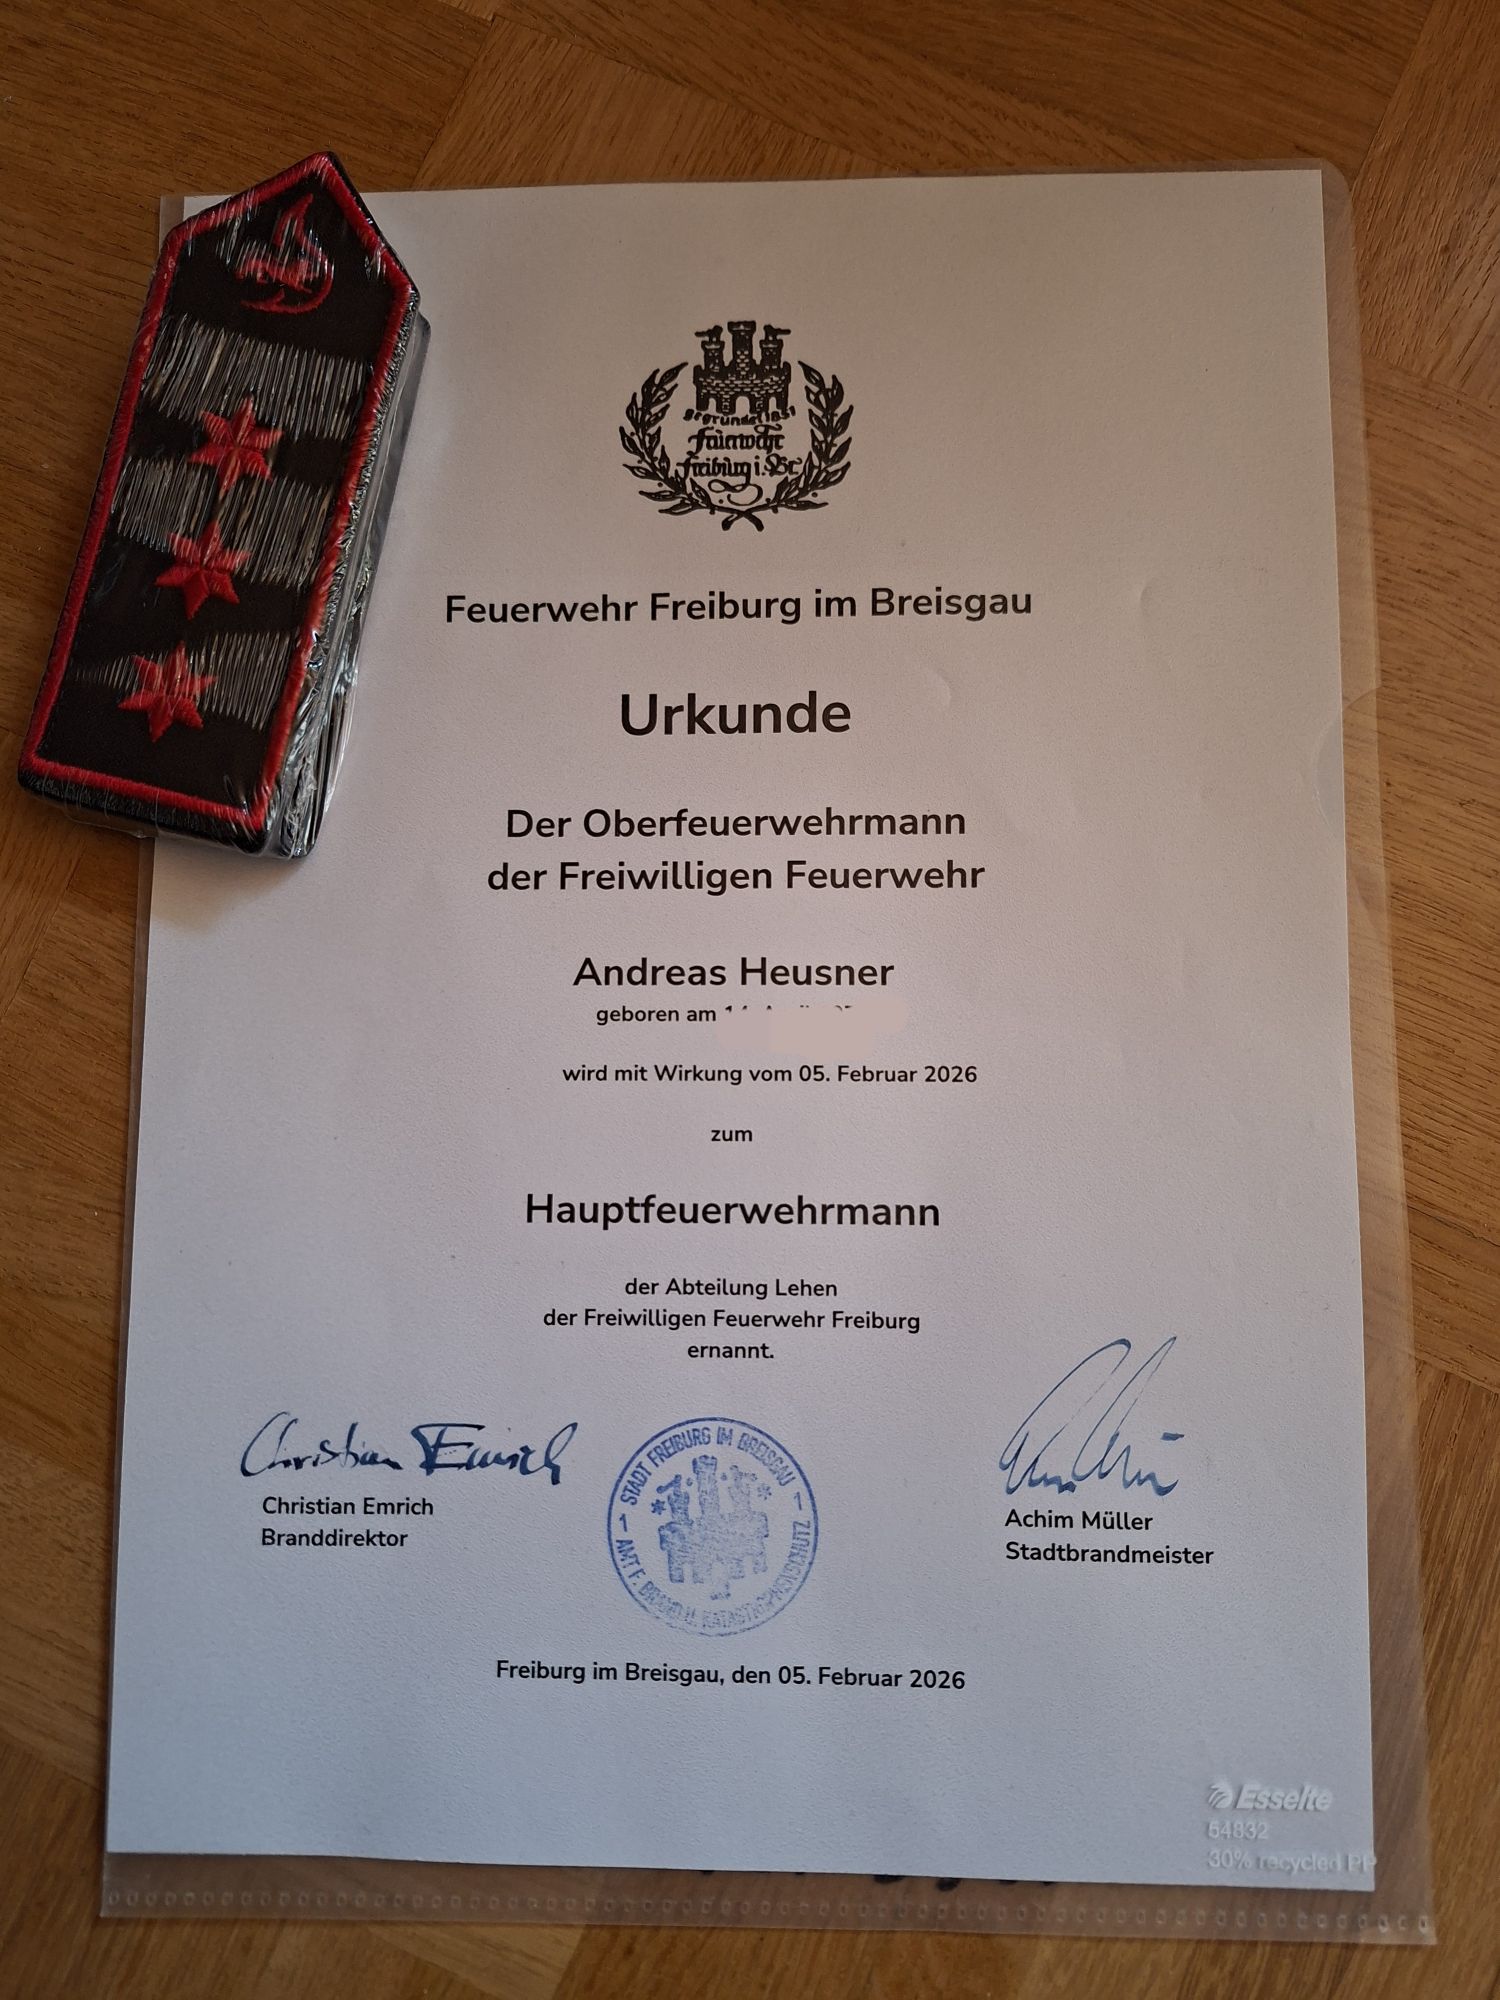 gegründet 1851
Feuerwehr
Freiburg i. Br.
Feuerwehr Freiburg im Breisgau
Urkunde
Der Oberfeuerwehrmann
der Freiwilligen Feuerwehr
Andreas Heusner
geboren am
wird mit Wirkung vom 05. Februar 2026
zum
Hauptfeuerwehrmann
der Abteilung Lehen
der Freiwilligen Feuerwehr Freiburg
ernannt.
Christian Emrich
Christian Emrich
Branddirektor
STADT FREIBURG IM BREISGAU
AMT F. BRAND U. KATASTROPHENSCHUTZ
1
1
Achim Müller
Stadtbrandmeister
Freiburg im Breisgau, den 05. Februar 2026
Esselte
54832
30% recycled PP